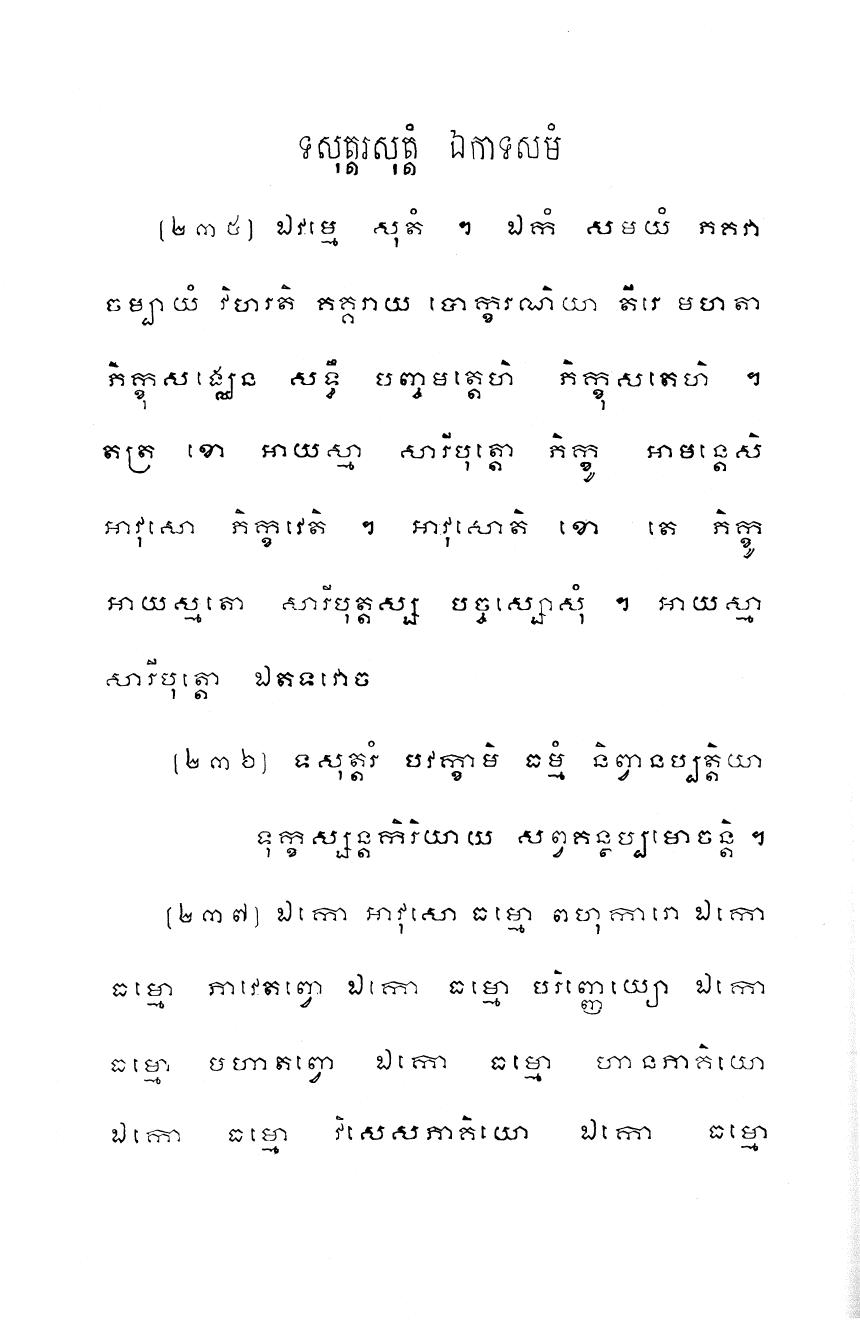 ទសុត្តរសុត្តំ ឯកាទសមំ
[២៣៥] ឯវម្មេ សុតំ ។ ឯកំ សមយំ ភគវា
ចម្បាយំ វិហរតិ គគ្គរាយ បោក្ខរណិយា តីរេ មហតា
ភិក្ខុសង្ឃេន សទ្ធឹ បញ្ចមត្តេហិ ភិក្ខុសតេហិ ។
តត្រ ខោ អាយស្មា សារីបុត្តោ ភិក្ខូ អាមន្តេសិ
អាវុសោ ភិក្ខវេតិ ។ អាវុសោតិ ខោ តេ ភិក្ខូ
អាយស្មតោ សារីបុត្តស្ស បច្ចស្សោសុំ ។ អាយស្មា
សារីបុត្តោ ឯតទវោច
[២៣៦] ទសុត្តរំ បវក្ខាមិ ធម្មំ និព្វានប្បត្តិយា
ទុក្ខស្សន្តកិរិយាយ សព្វគន្ថប្បមោចន្តិ ។
[២៣៧] ឯកោ អាវុសោ ធម្មោ ពហុការោ ឯកោ
ធម្មោ ភាវេតព្វោ ឯកោ ធម្មោ បរិញ្ញេយ្យោ ឯកោ
ធម្មោ បហាតព្វោ ឯកោ ធម្មោ ហានភាគិយោ
ឯកោ ធម្មោ វិសេសភាគិយោ ឯកោ ធម្មោ